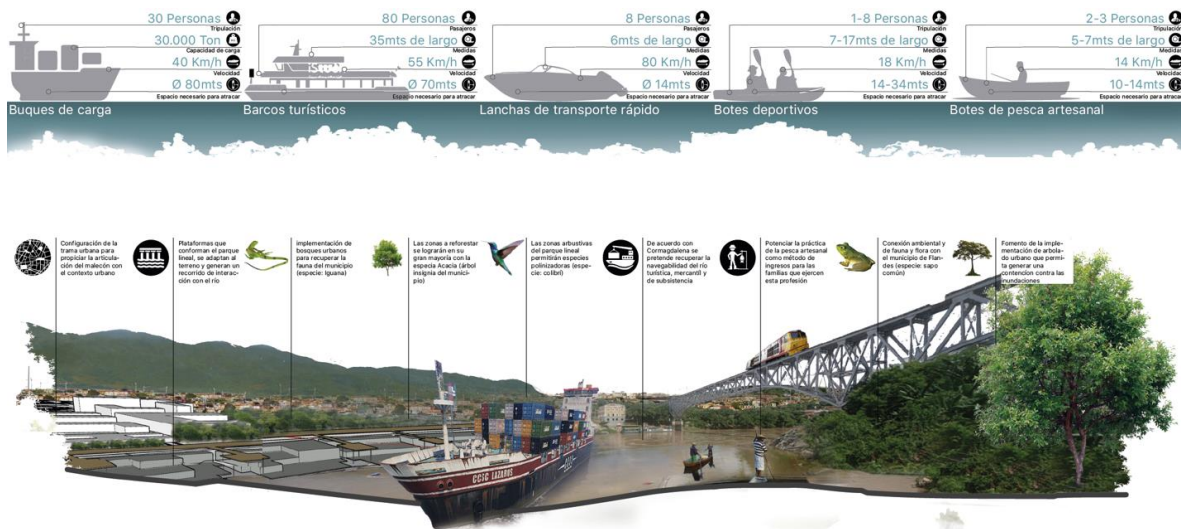 30 Personas
Tripulación
30.000 Ton
Capacidad de carga
40 Km/h
Velocidad
Ø 80mts
Espacio necesario para atracar
Buques de carga
80 Personas
Pasajeros
35mts de largo
Medidas
55 Km/h
Velocidad
Ø 70mts
Espacio necesario para atracar
Barcos turísticos
8 Personas
Pasajeros
6mts de largo
Medidas
80 Km/h
Velocidad
Ø 14mts
Espacio necesario para atracar
Lanchas de transporte rápido
1-8 Personas
Tripulación
7-17mts de largo
Medidas
18 Km/h
Velocidad
14-34mts
Espacio necesario para atracar
Botes deportivos
2-3 Personas
Tripulación
5-7mts de largo
Medidas
14 Km/h
Velocidad
10-14mts
Espacio necesario para atracar
Botes de pesca artesanal
Configuración de la
trama urbana para
propiciar la articula-
ción del malecón con
el contexto urbano
Plataformas que
conforman el parque
lineal, se adaptan al
terreno y generan un
recorrido de interac-
ción con el río
implementación de
bosques urbanos
para recuperar la
fauna del municipio
(especie: Iguana)
Las zonas a reforestar
se lograrán en su
gran mayoría con la
especia Acacia (árbol
insignia del munici-
pio)
Las zonas arbustivas
del parque lineal
permitirán especies
polinizadoras (espe-
cie: colibrí)
De acuerdo con
Cormagdalena se
pretende recuperar la
navegabilidad del río
turística, mercantil y
de subsistencia
Potenciar la práctica
de la pesca artesanal
como método de
ingresos para las
familias que ejercen
esta profesión
Conexión ambiental y
de fauna y flora con
el municipio de Flan-
des (especie: sapo
común)
Fomento de la imple-
mentación de arbola-
do urbano que permi-
ta generar una
contencion contra las
inundaciones
CCIC LAZARUS